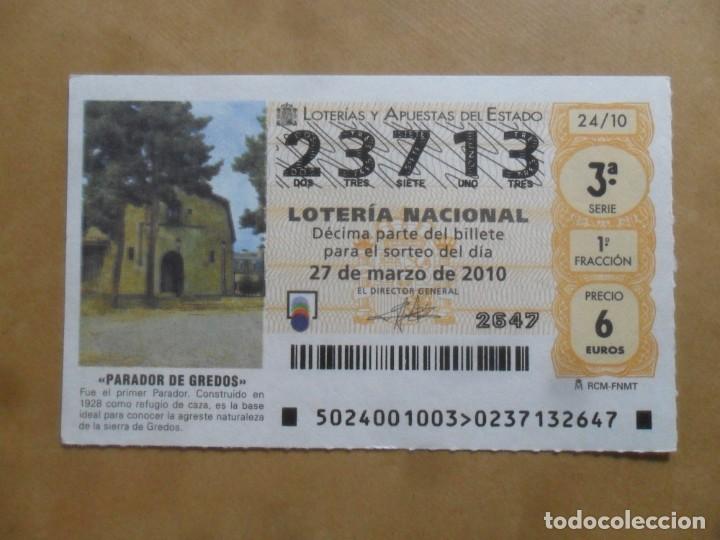 LOTERÍAS Y APUESTAS DEL ESTADO
24/10
23713
DOS TRES SIETE UNO TRES
3ª
SERIE
LOTERÍA NACIONAL
Décima parte del billete
para el sorteo del día
27 de marzo de 2010
EL DIRECTOR GENERAL
1ª
FRACCIÓN
2647
PRECIO
6
EUROS
RCM-FNMT
«PARADOR DE GREDOS»
Fue el primer Parador. Construido en
1928 como refugio de caza, es la base
ideal para conocer la agreste naturaleza
de la sierra de Gredos.
5024001003>0237132647
todocoleccion